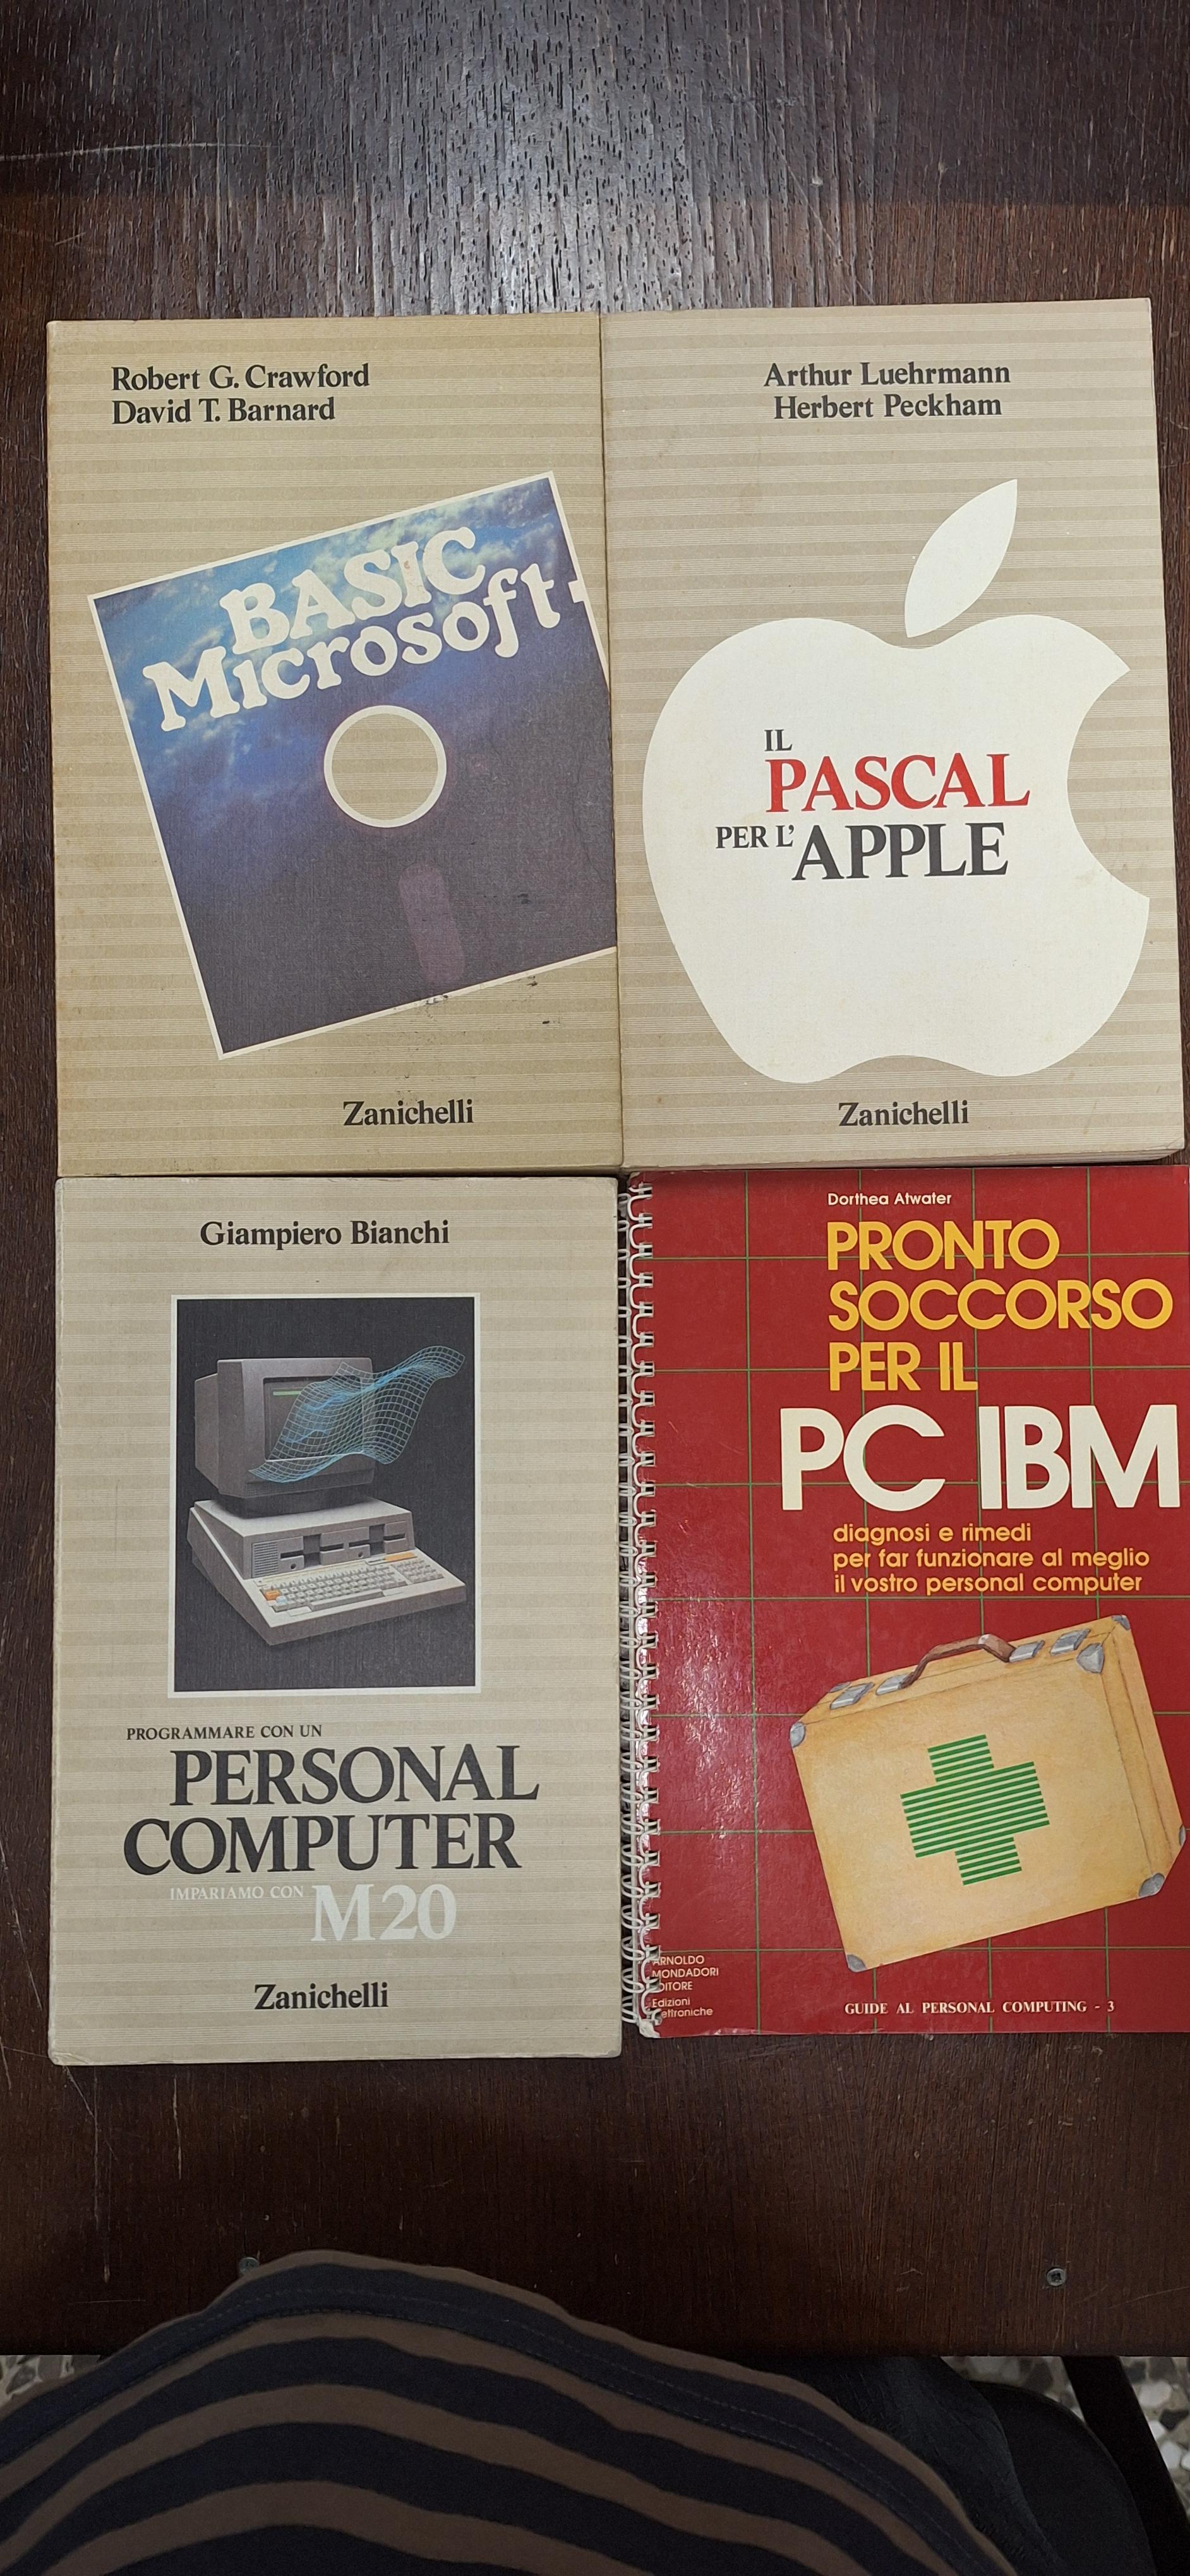 Robert G. Crawford
David T. Barnard
BASIC
Microsoft
Zanichelli
Arthur Luehrmann
Herbert Peckham
IL
PASCAL
PER L'APPLE
Zanichelli
Giampiero Bianchi
PROGRAMMARE CON UN
PERSONAL
COMPUTER
IMPARIAMO CON M20
Zanichelli
Dorthea Atwater
PRONTO
SOCCORSO
PER IL
PC IBM
diagnosi e rimedi
per far funzionare al meglio
il vostro personal computer
ARNOLDO
MONDADORI
EDITORE
Edizioni
Elettroniche
GUIDE AL PERSONAL COMPUTING - 3